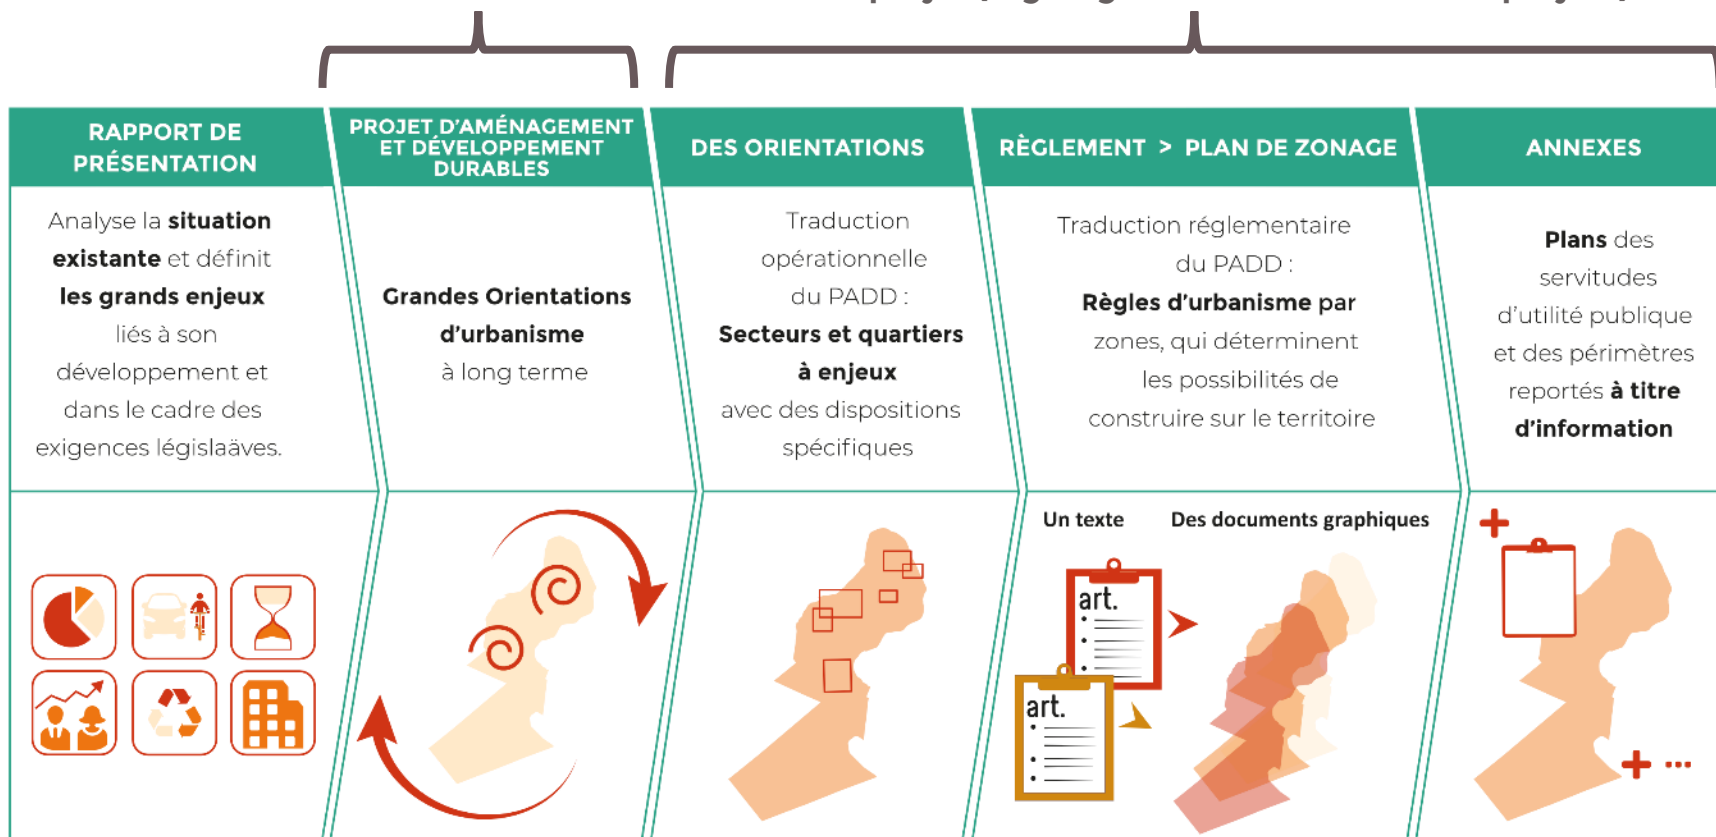 RAPPORT DE
PRÉSENTATION
Analyse la situation
existante et définit
les grands enjeux
liés à son
développement et
dans le cadre des
exigences législaäves.
PROJET D'AMÉNAGEMENT
ET DÉVELOPPEMENT
DURABLES
Grandes Orientations
d'urbanisme
à long terme
DES ORIENTATIONS
Traduction
opérationnelle
du PADD :
Secteurs et quartiers
à enjeux
avec des dispositions
spécifiques
RÈGLEMENT > PLAN DE ZONAGE
Traduction réglementaire
du PADD :
Règles d'urbanisme par
zones, qui déterminent
les possibilités de
construire sur le territoire
Un texte
Des documents graphiques
art.
art.
ANNEXES
Plans des
servitudes
d'utilité publique
et des périmètres
reportés à titre
d'information
+
+ ...